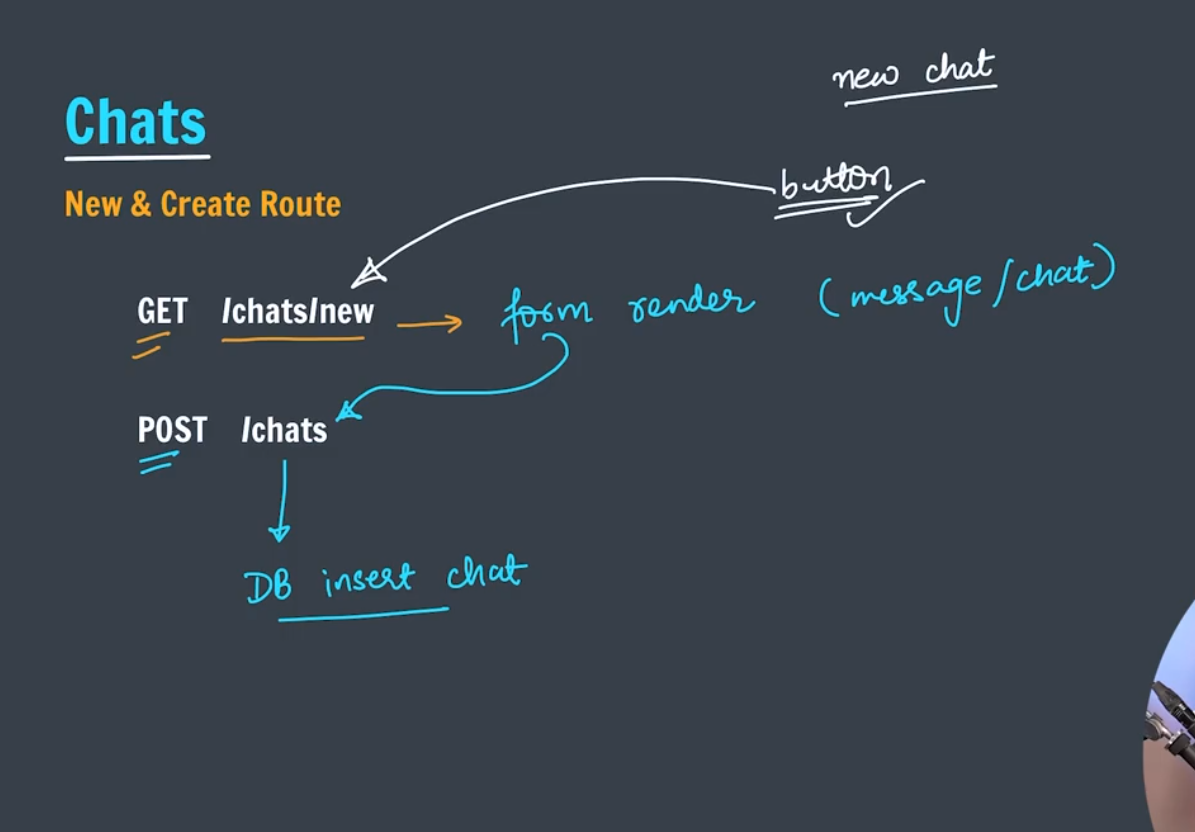 new chat
Chats
New & Create Route
button
GET /chats/new → form render (message/chat)
POST /chats
DB insert chat